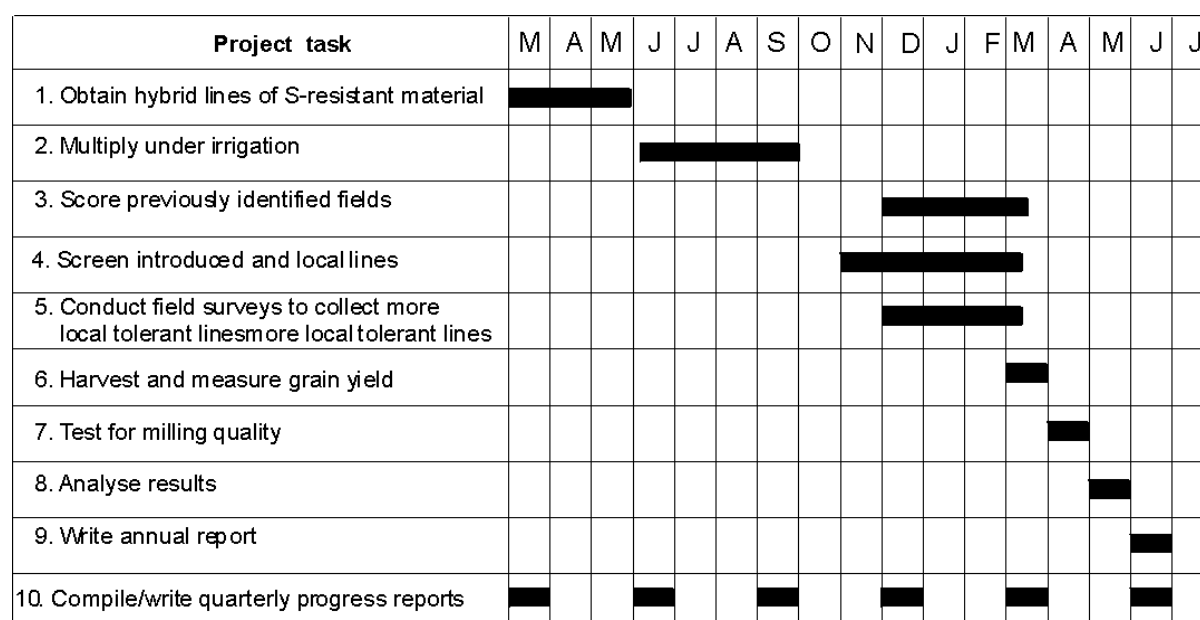 Project task M A M J J A S O N D J F M A M J J
1. Obtain hybrid lines of S-resistant material
2. Multiply under irrigation
3. Score previously identified fields
4. Screen introduced and local lines
5. Conduct field surveys to collect more
local tolerant linesmore local tolerant lines
6. Harvest and measure grain yield
7. Test for milling quality
8. Analyse results
9. Write annual report
10. Compile/write quarterly progress reports